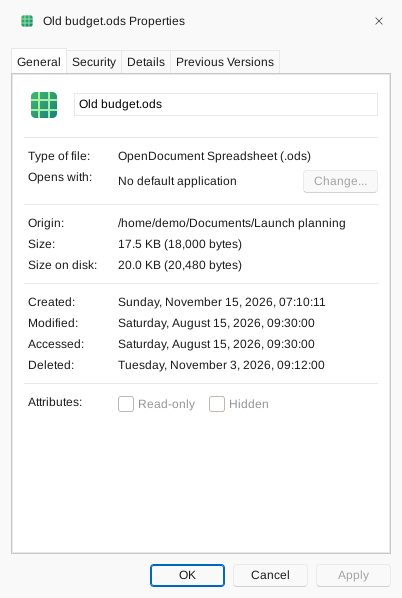 Old budget.ods Properties
General Security Details Previous Versions
Old budget.ods
Type of file: OpenDocument Spreadsheet (.ods)
Opens with: No default application Change...
Origin: /home/demo/Documents/Launch planning
Size: 17.5 KB (18,000 bytes)
Size on disk: 20.0 KB (20,480 bytes)
Created: Sunday, November 15, 2026, 07:10:11
Modified: Saturday, August 15, 2026, 09:30:00
Accessed: Saturday, August 15, 2026, 09:30:00
Deleted: Tuesday, November 3, 2026, 09:12:00
Attributes: Read-only Hidden
OK Cancel Apply